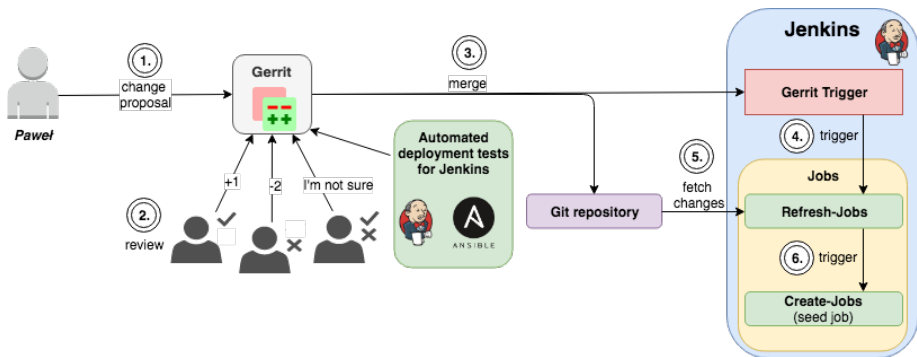 Jenkins
1.
3.
Gerrit
change
proposal
merge
Gerrit Trigger
Paweł
Automated
deployment tests
for Jenkins
4.
trigger
5.
fetch
changes
Jobs
+1
-2
I'm not sure
2.
review
ANSIBLE
Git repository
Refresh-Jobs
6.
trigger
Create-Jobs
(seed job)